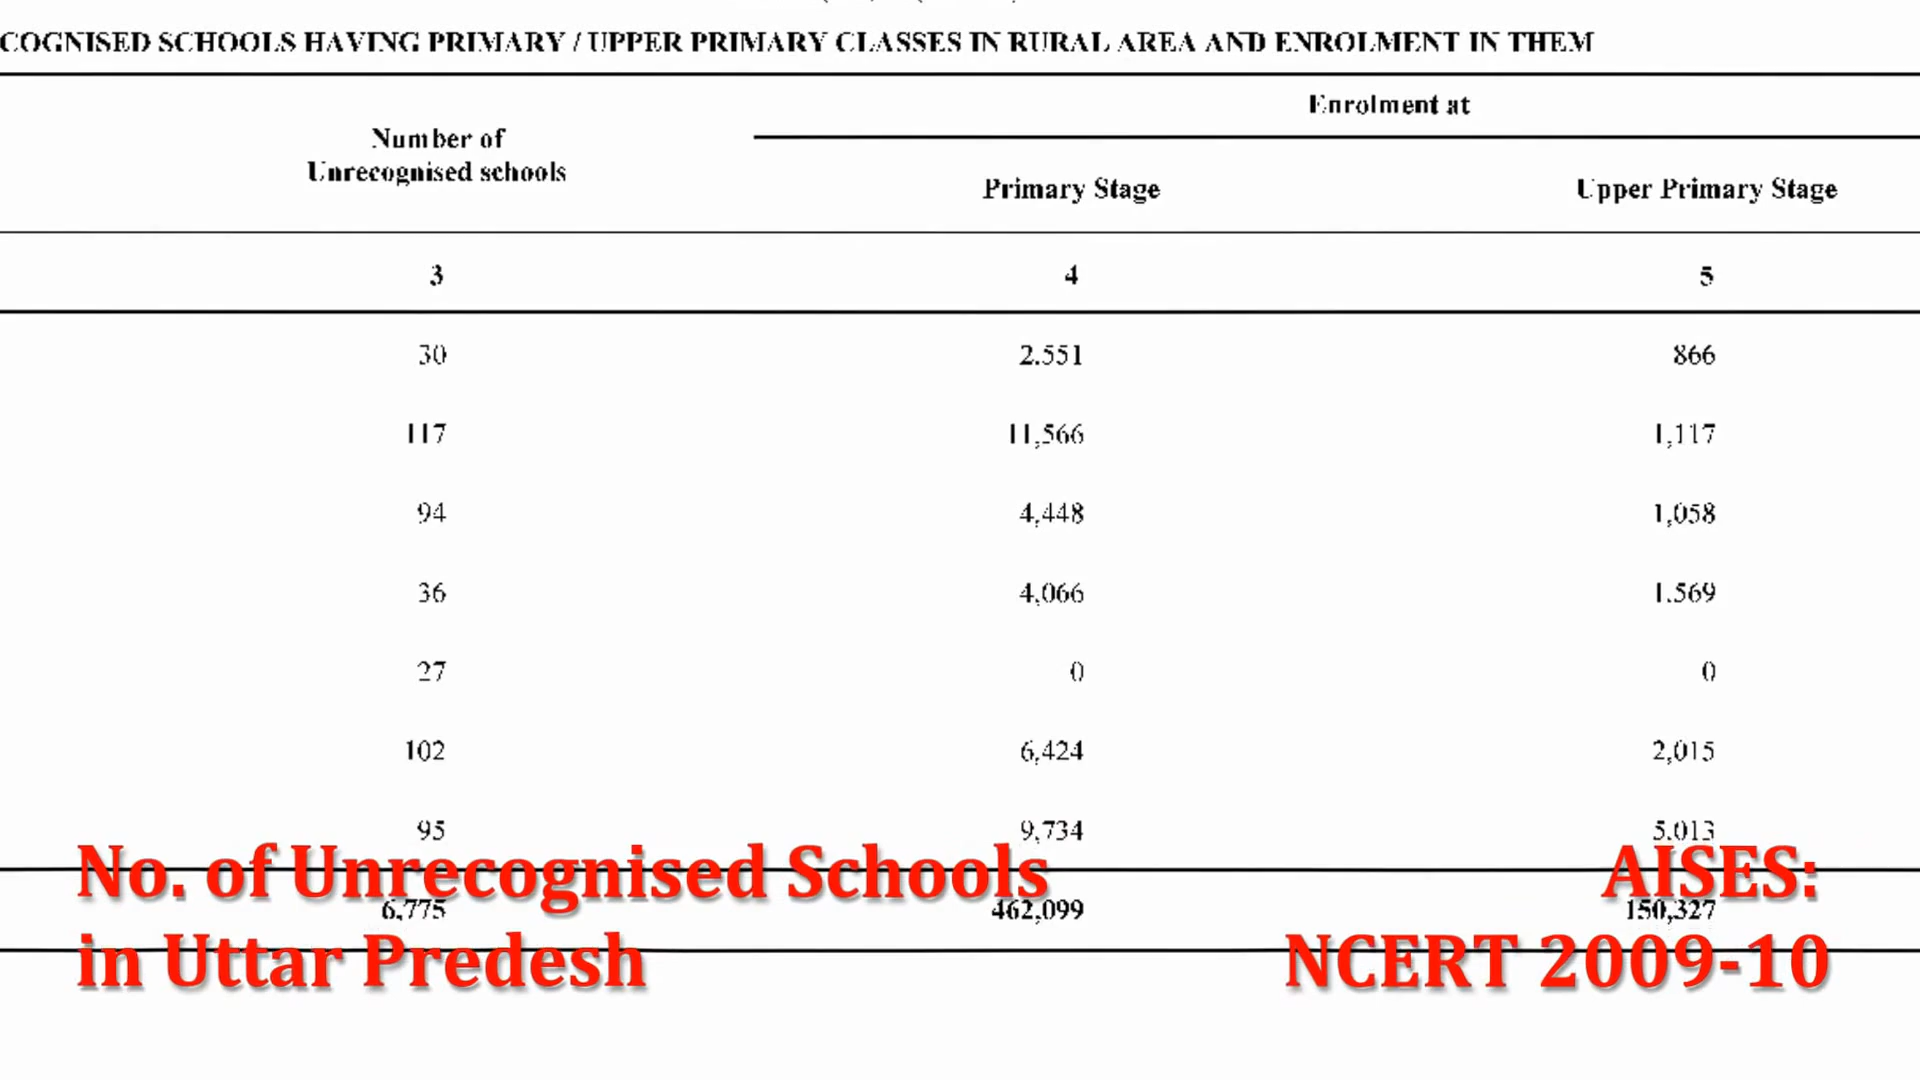 COGNISED SCHOOLS HAVING PRIMARY / UPPER PRIMARY CLASSES IN RURAL AREA AND ENROLMENT IN THEM
Number of
Unrecognised schools
Enrolment at
Primary Stage
Upper Primary Stage
3 4 5
30 2.551 866
117 11,566 1,117
94 4,448 1,058
36 4,066 1.569
27 0 0
102 6,424 2,015
95 9,734 5.013
6,775 462,099 150,327
No. of Unrecognised Schools
in Uttar Predesh
AISES:
NCERT 2009-10